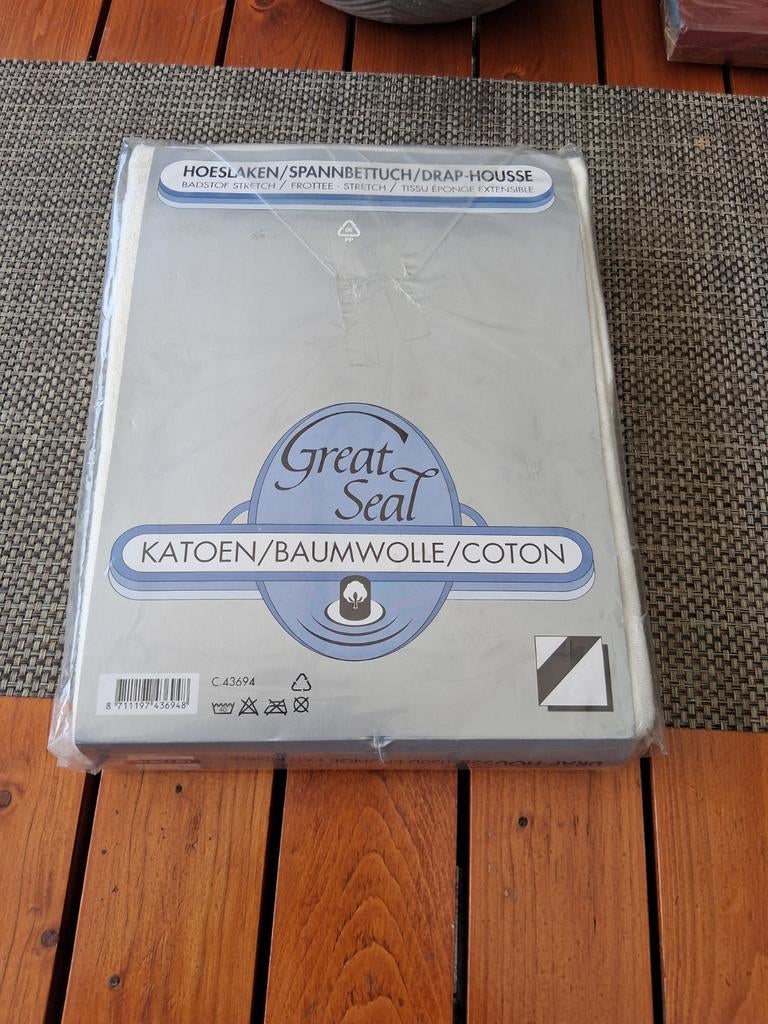 HOESLAKEN/SPANNBETTUCH/DRAP-HOUSSE
BADSTOF STRETCH / FROTTEE - STRETCH / TISSU ÉPONGE EXTENSIBLE
PP
Great
Seal
KATOEN/BAUMWOLLE/COTON
C.43694
8 711197 436948
40